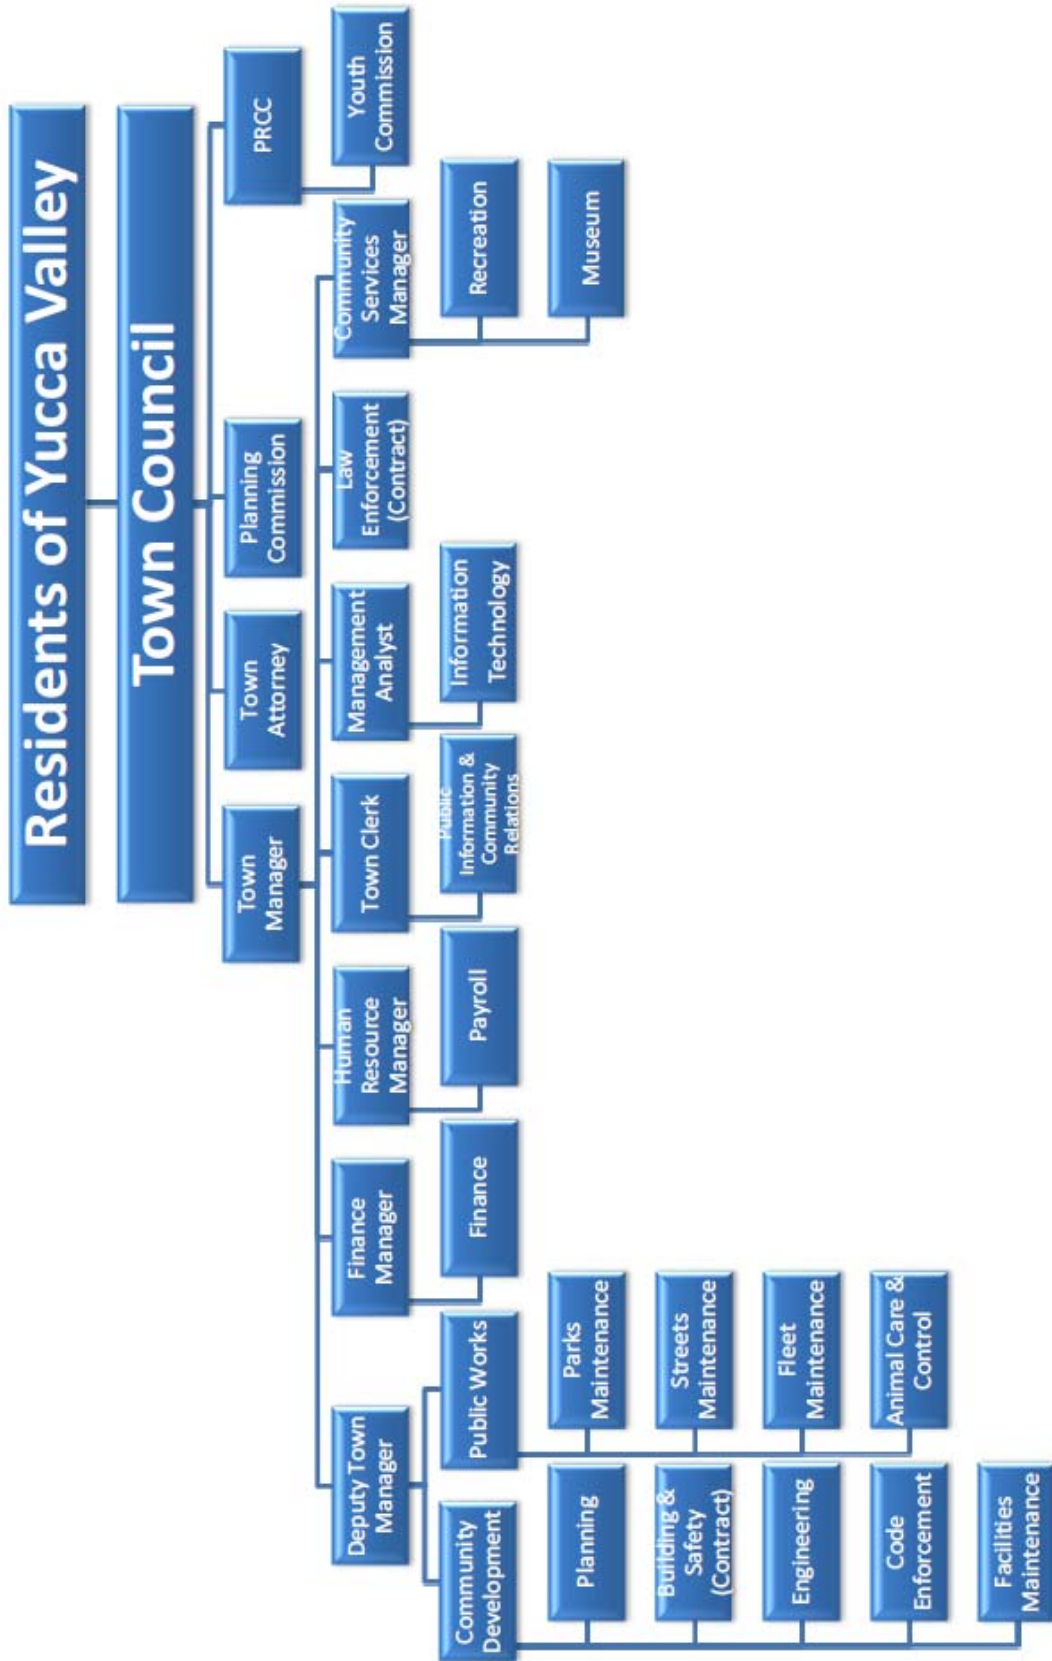 Residents of Yucca Valley
Town Council
Town
Manager
Town
Attorney
Planning
Commission
PRCC
Youth
Commission
Deputy Town
Manager
Finance
Manager
Human
Resource
Manager
Town Clerk
Management
Analyst
Law
Enforcement
(Contract)
Community
Services
Manager
Community
Development
Public Works
Finance
Payroll
Public
Information &
Community
Relations
Information
Technology
Recreation
Museum
Planning
Building &
Safety
(Contract)
Engineering
Code
Enforcement
Facilities
Maintenance
Parks
Maintenance
Streets
Maintenance
Fleet
Maintenance
Animal Care &
Control